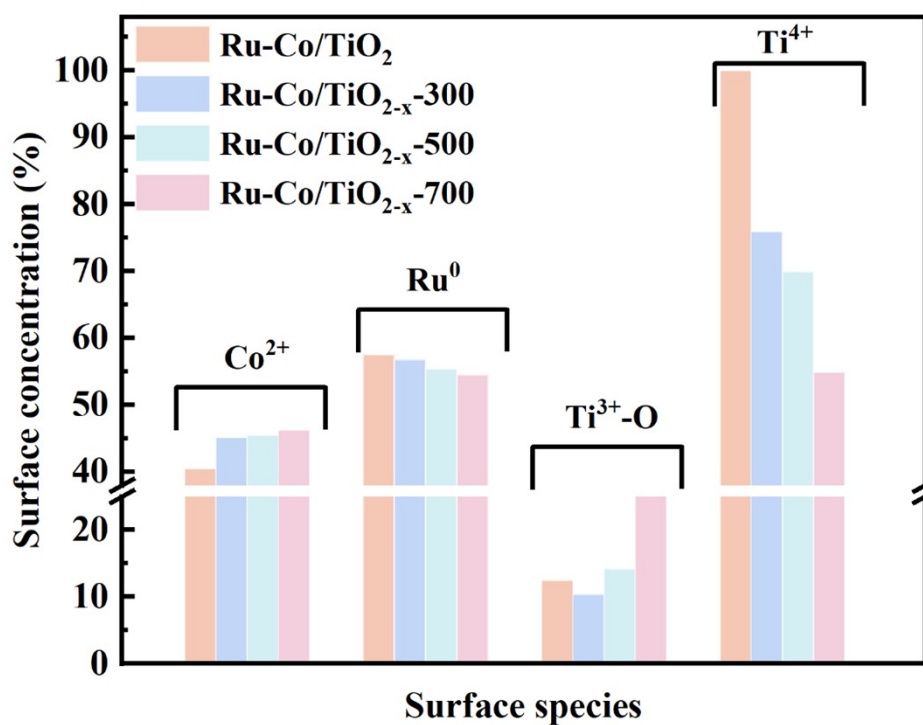 Ru-Co/TiO₂
Ru-Co/TiO₂₋ₓ-300
Ru-Co/TiO₂₋ₓ-500
Ru-Co/TiO₂₋ₓ-700
Co²⁺
Ru⁰
Ti³⁺-O
Ti⁴⁺
Surface concentration (%)
100
90
80
70
60
50
40
20
10
0
Surface species